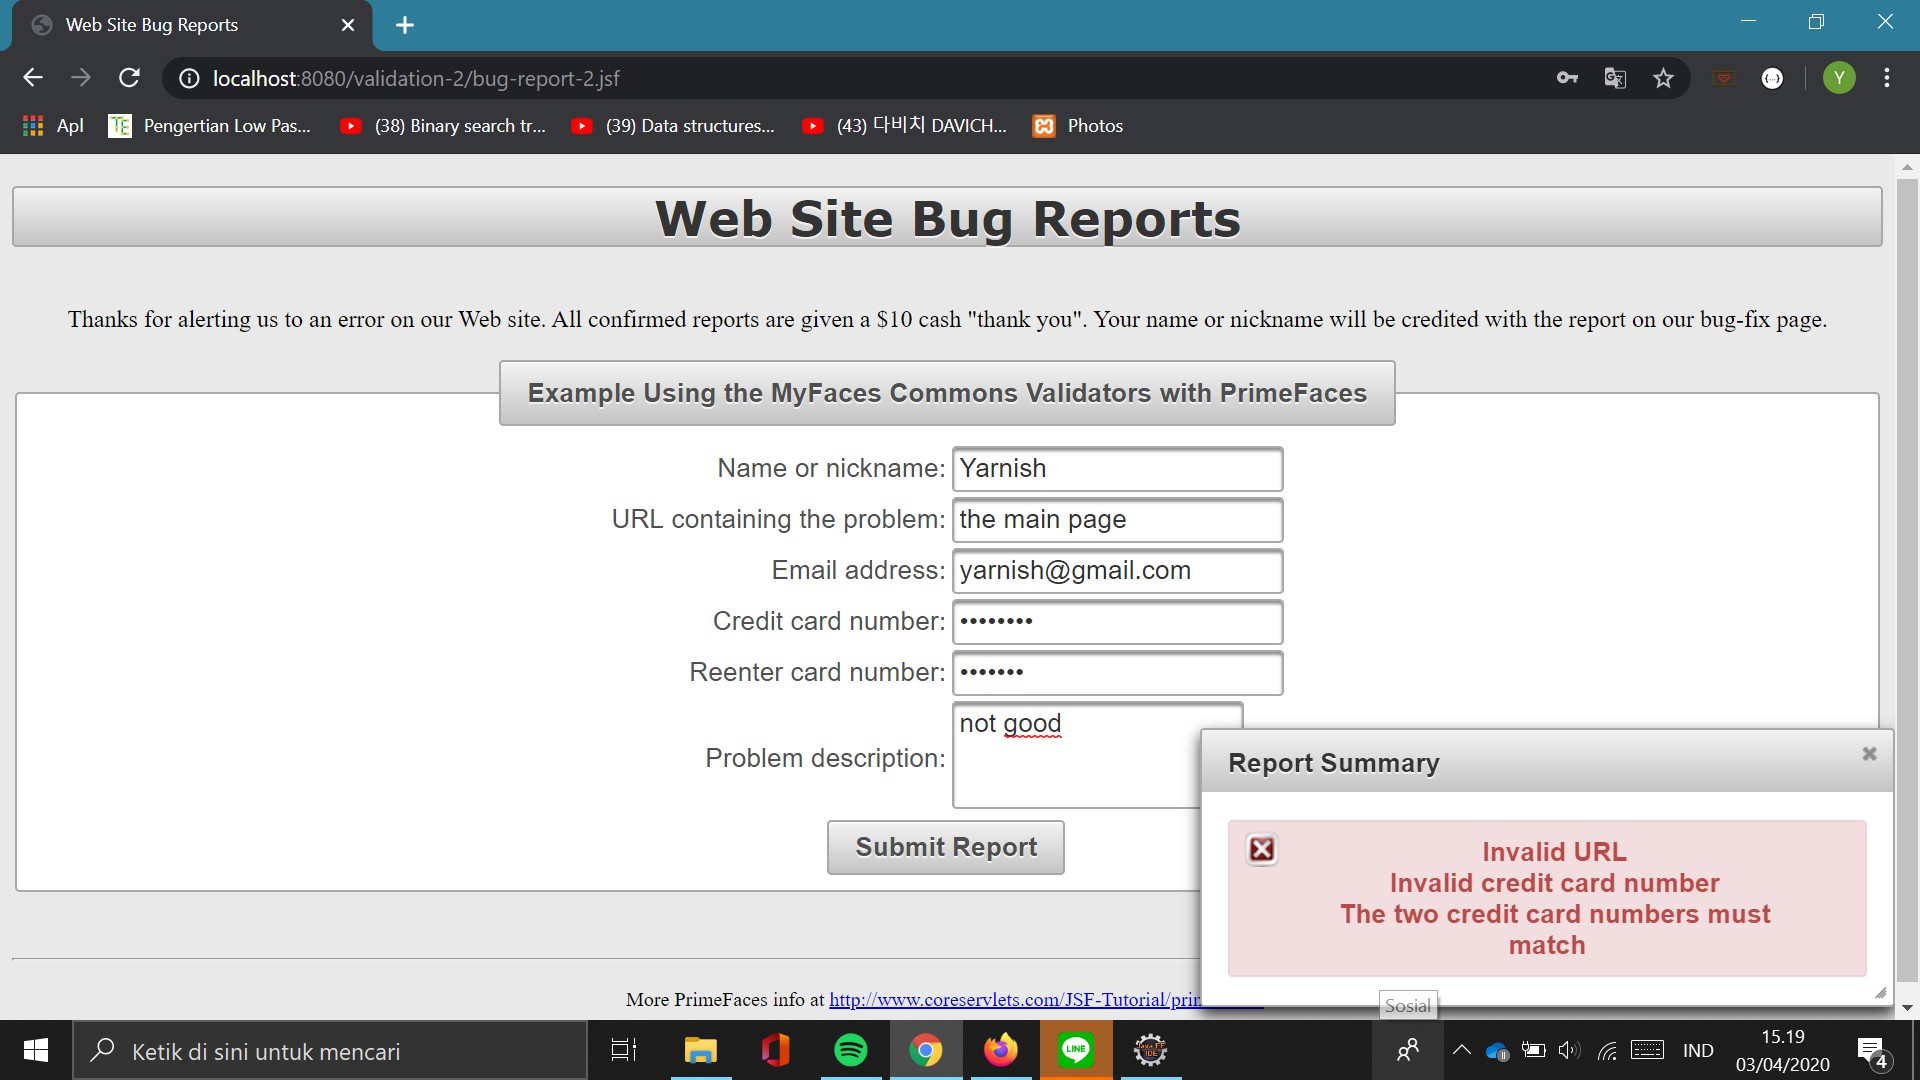 Web Site Bug Reports
localhost:8080/validation-2/bug-report-2.jsf
Y
Apl
TE
Pengertian Low Pas...
(38) Binary search tr...
(39) Data structures...
(43) 다비치 DAVICH...
Photos
Web Site Bug Reports
Thanks for alerting us to an error on our Web site. All confirmed reports are given a $10 cash "thank you". Your name or nickname will be credited with the report on our bug-fix page.
Example Using the MyFaces Commons Validators with PrimeFaces
Name or nickname: Yarnish
URL containing the problem: the main page
Email address: yarnish@gmail.com
Credit card number: ••••••••
Reenter card number: •••••••
Problem description: not good
Submit Report
Report Summary
Invalid URL
Invalid credit card number
The two credit card numbers must
match
More PrimeFaces info at http://www.coreservlets.com/JSF-Tutorial/pri
Sosial
Ketik di sini untuk mencari
LINE
IND
15.19
03/04/2020
4